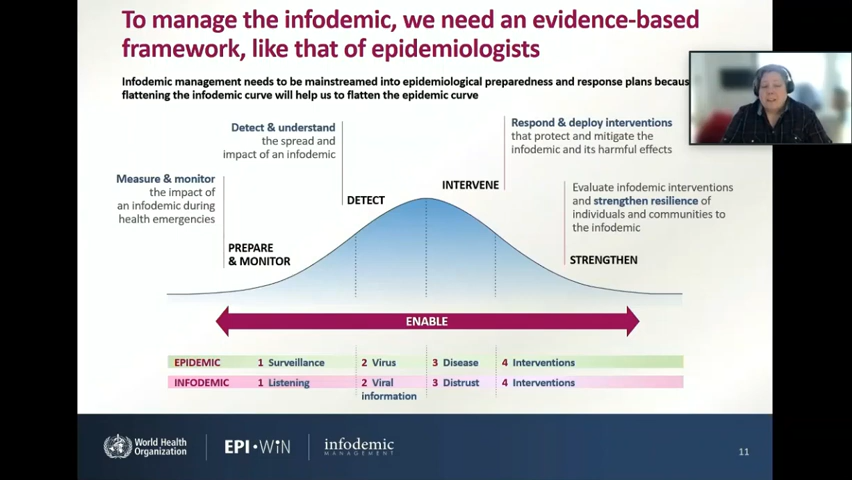 To manage the infodemic, we need an evidence-based
framework, like that of epidemiologists
Infodemic management needs to be mainstreamed into epidemiological preparedness and response plans
flattening the infodemic curve will help us to flatten the epidemic curve
Measure & monitor
the impact of
an infodemic during
health emergencies
PREPARE
& MONITOR
Detect & understand
the spread and
impact of an infodemic
DETECT
INTERVENE
Respond & deploy interventions
that protect and mitigate the
infodemic and its harmful effects
Evaluate infodemic interventions
and strengthen resilience of
individuals and communities to
the infodemic
STRENGTHEN
ENABLE
EPIDEMIC 1 Surveillance 2 Virus 3 Disease 4 Interventions
INFODEMIC 1 Listening 2 Viral 3 Distrust 4 Interventions
information
World Health
Organization
EPI•WiN
infodemic
MANAGEMENT
11